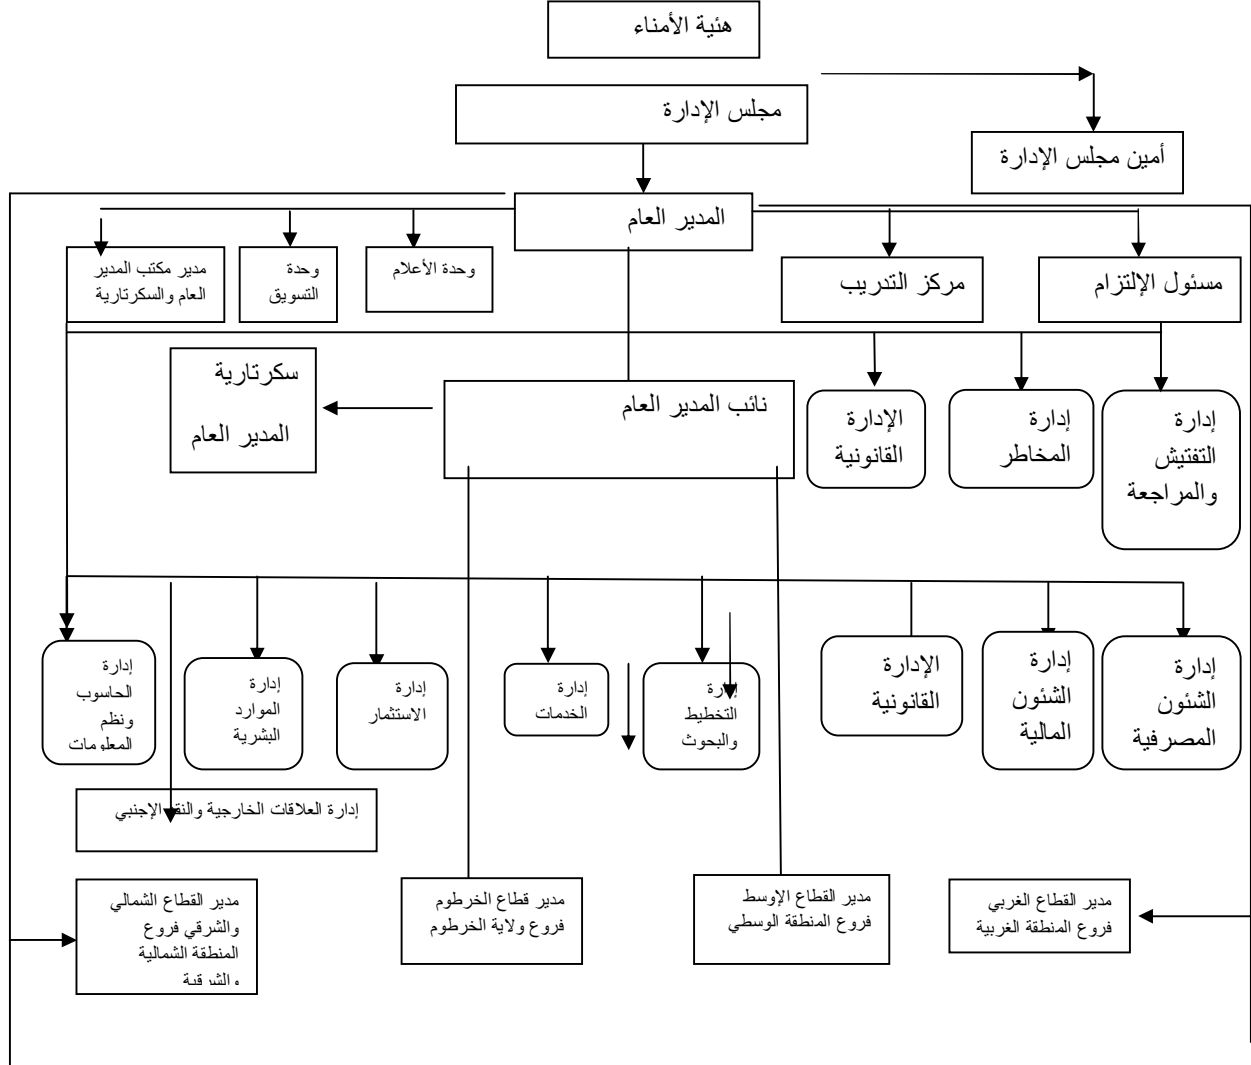 هئية الأمناء
مجلس الإدارة
أمين مجلس الإدارة
المدير العام
مسئول الإلتزام
مركز التدريب
وحدة الأعلام
وحدة
التسويق
مدير مكتب المدير
العام والسكرتارية
إدارة
التفتيش
والمراجعة
إدارة
المخاطر
الإدارة
القانونية
نائب المدير العام
سكرتارية
المدير العام
إدارة
الشئون
المصرفية
إدارة
الشئون
المالية
الإدارة
القانونية
إدارة
التخطيط
والبحوث
إدارة
الخدمات
إدارة
الاستثمار
إدارة
الموارد
البشرية
إدارة
الحاسوب
ونظم
المعلومات
إدارة العلاقات الخارجية والنقد الإجنبي
مدير القطاع الغربي
فروع المنطقة الغربية
مدير القطاع الإوسط
فروع المنطقة الوسطي
مدير قطاع الخرطوم
فروع ولاية الخرطوم
مدير القطاع الشمالي
والشرقي فروع
المنطقة الشمالية
والشرقية